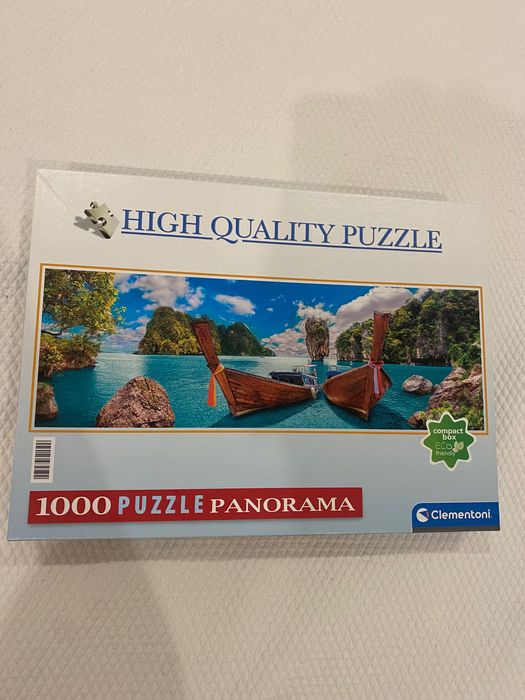 HIGH QUALITY PUZZLE
compact
box
ECO
friendly
1000 PUZZLE PANORAMA
Clementoni